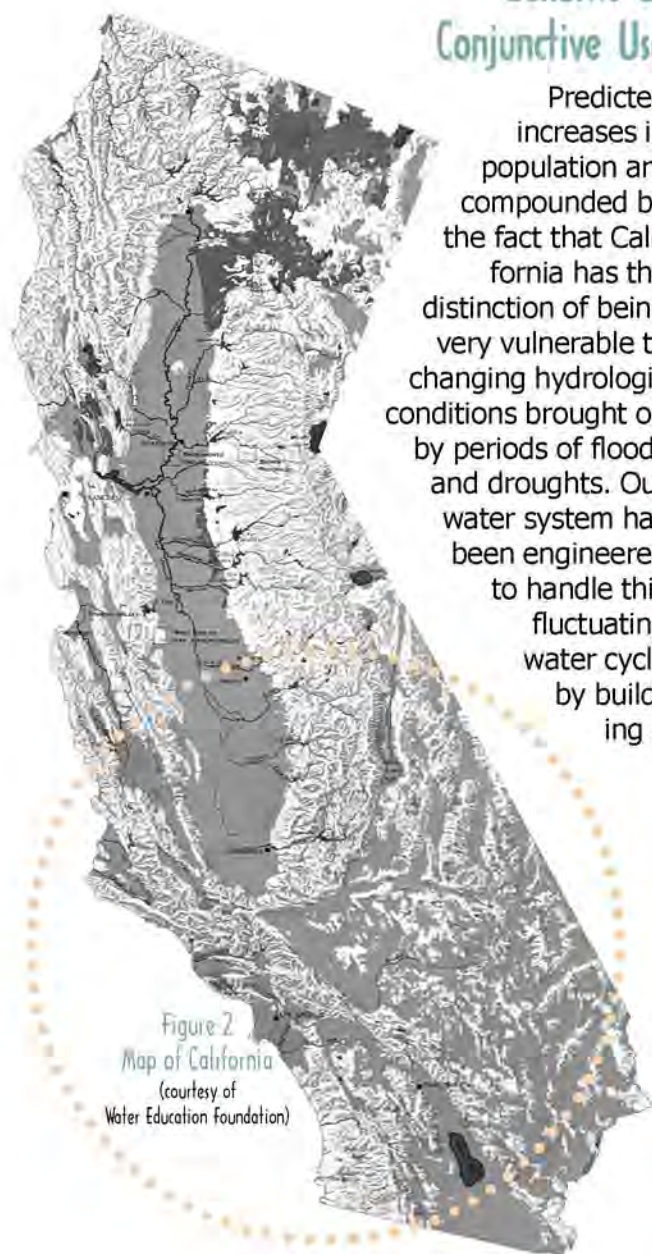 Conjunctive Us
Predicte
increases i
population an
compounded b
the fact that Cal
fornia has th
distinction of bein
very vulnerable t
changing hydrologi
conditions brought o
by periods of flood
and droughts. Ou
water system ha
been engineere
to handle thi
fluctuatin
water cycl
by build
ing
Figure 2
Map of California
(courtesy of
Water Education Foundation)